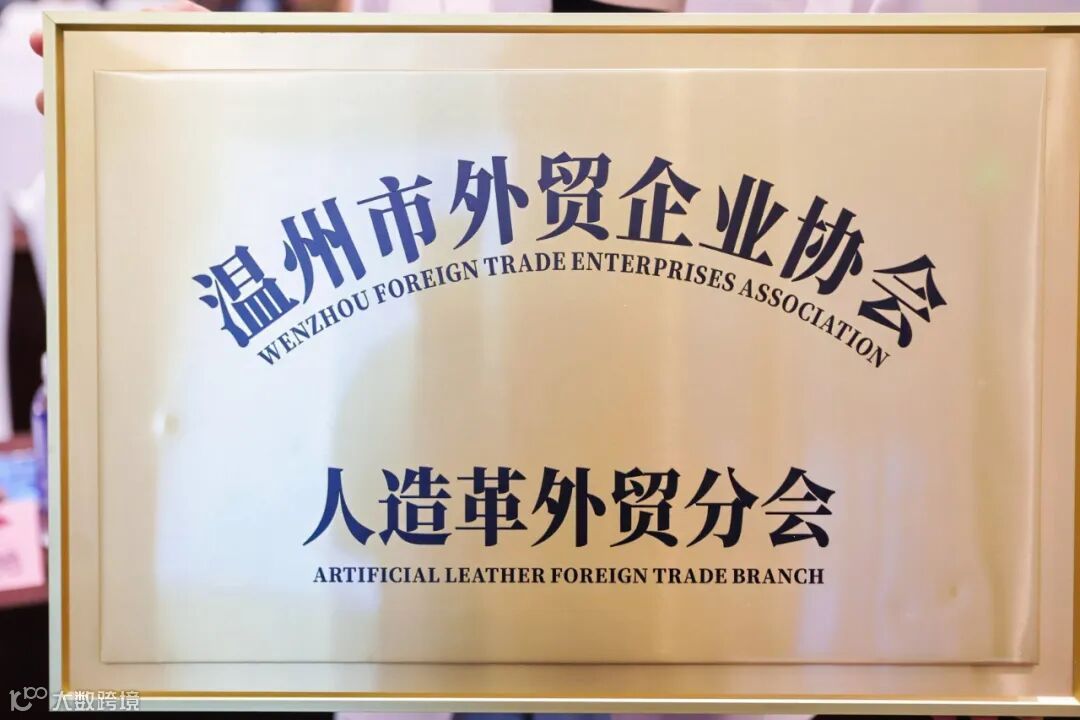 温州市外贸企业协会
WENZHOU FOREIGN TRADE ENTERPRISES ASSOCIATION
人造革外贸分会
ARTIFICIAL LEATHER FOREIGN TRADE BRANCH
大数跨境